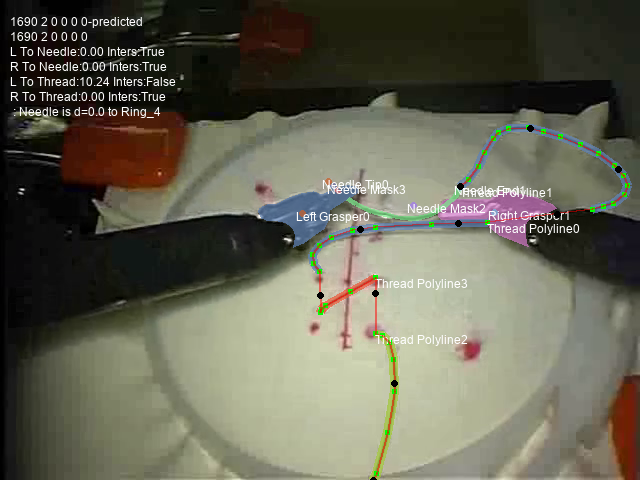 1690 2 0 0 0 0-predicted
1690 2 0 0 0 0
L To Needle:0.00 Inters:True
R To Needle:0.00 Inters:True
L To Thread:10.24 Inters:False
R To Thread:0.00 Inters:True
: Needle is d=0.0 to Ring_4
Needle Tip0
Needle Mask3
Needle End1
Thread Polyline1
Needle Mask2
Left Grasper0
Right Grasper1
Thread Polyline0
Thread Polyline3
Thread Polyline2